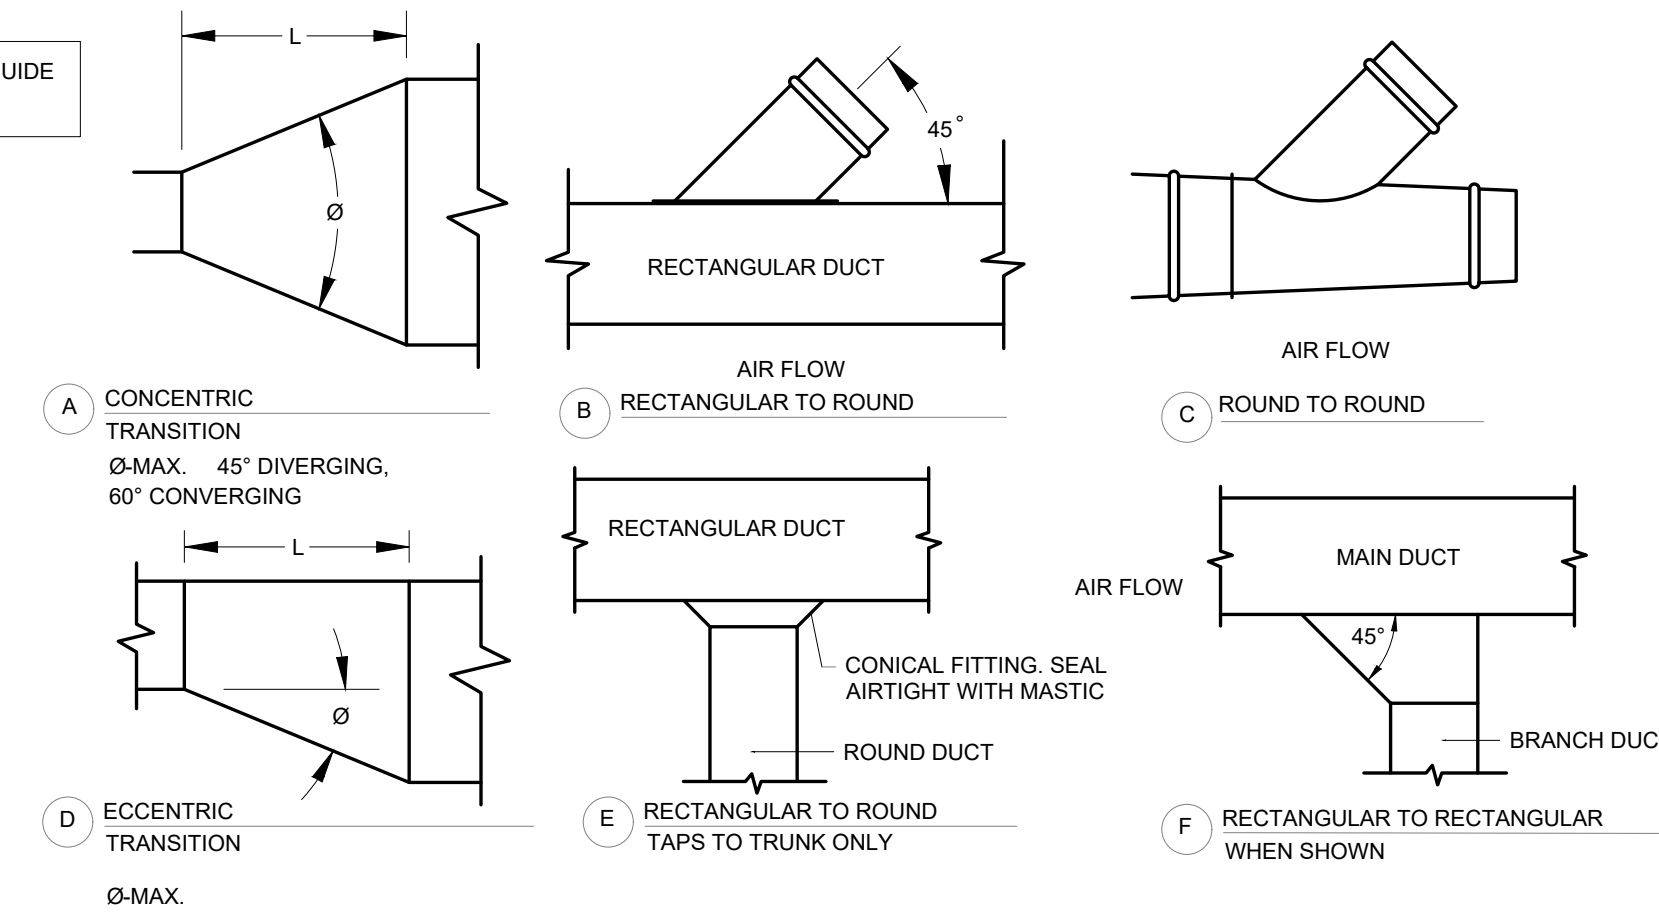 UIDE
L
Ø
A
CONCENTRIC
TRANSITION
Ø-MAX. 45° DIVERGING,
60° CONVERGING
45°
RECTANGULAR DUCT
AIR FLOW
B
RECTANGULAR TO ROUND
AIR FLOW
C
ROUND TO ROUND
L
Ø
D
ECCENTRIC
TRANSITION
Ø-MAX.
RECTANGULAR DUCT
CONICAL FITTING. SEAL
AIRTIGHT WITH MASTIC
ROUND DUCT
E
RECTANGULAR TO ROUND
TAPS TO TRUNK ONLY
MAIN DUCT
AIR FLOW
45°
BRANCH DUC
F
RECTANGULAR TO RECTANGULAR
WHEN SHOWN